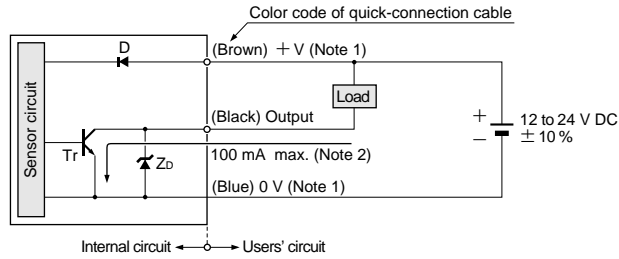 Color code of quick-connection cable
D
(Brown) +V (Note 1)
Sensor circuit
Load
(Black) Output
+
12 to 24 V DC
−
± 10 %
Tr
ZD
100 mA max. (Note 2)
(Blue) 0 V (Note 1)
Internal circuit
Users' circuit